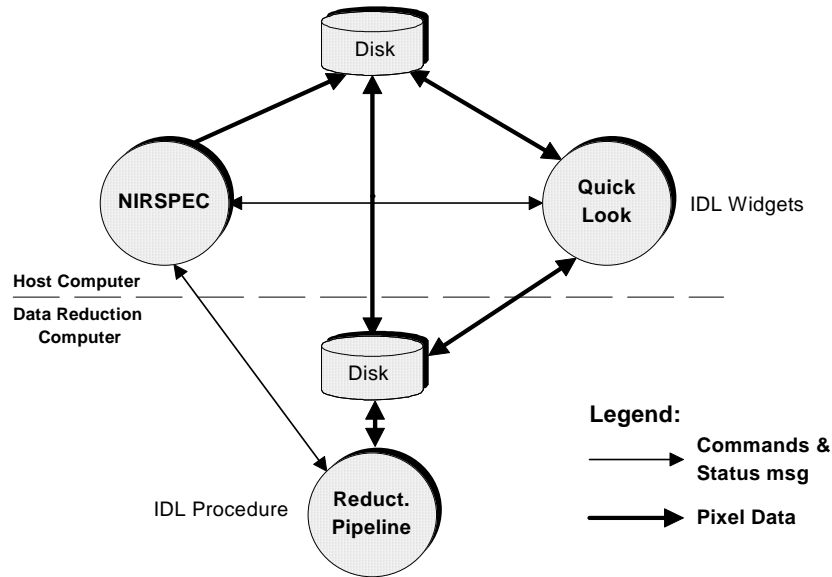 Disk
NIRSPEC
Quick
Look
IDL Widgets
Host Computer
Data Reduction
Computer
Disk
Legend:
Commands &
Status msg
IDL Procedure
Reduct.
Pipeline
Pixel Data